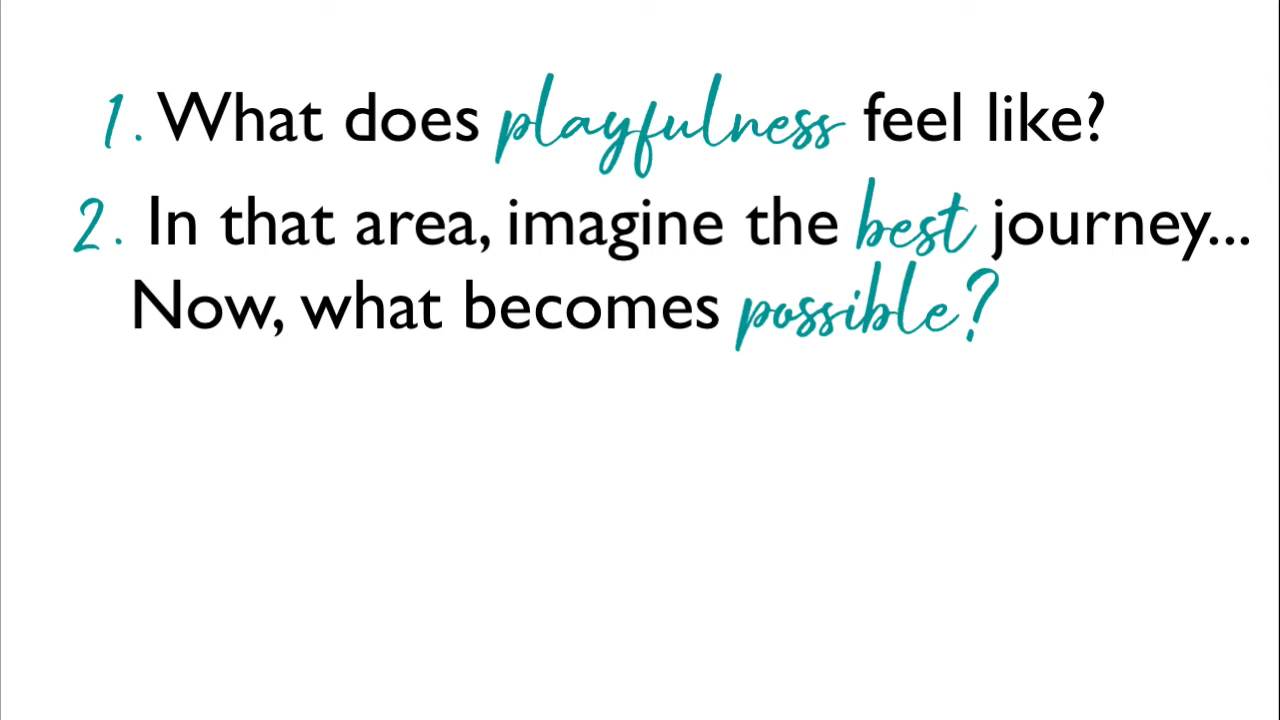 1. What does playfulness feel like?
2. In that area, imagine the best journey...
Now, what becomes possible?